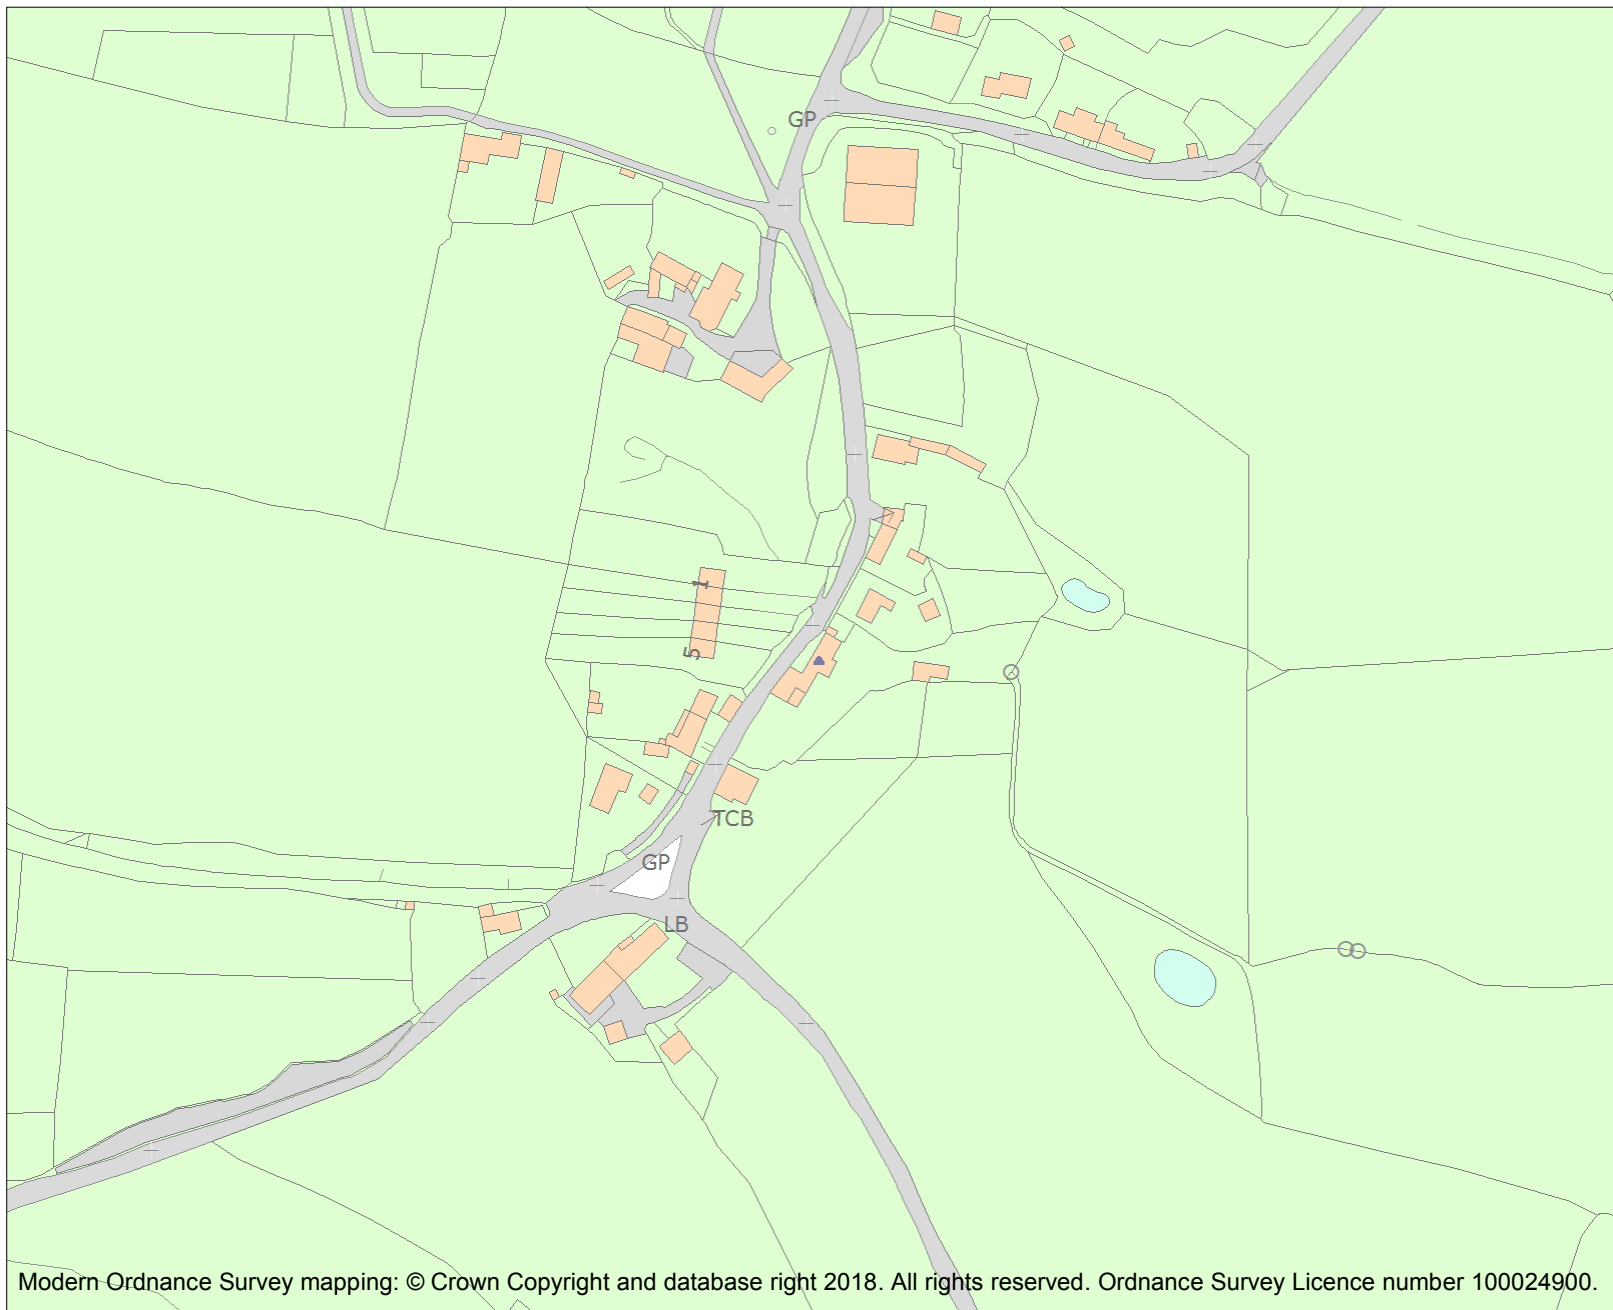 GP
1
5
TCB
GP
LB
Modern Ordnance Survey mapping: © Crown Copyright and database right 2018. All rights reserved. Ordnance Survey Licence number 100024900.